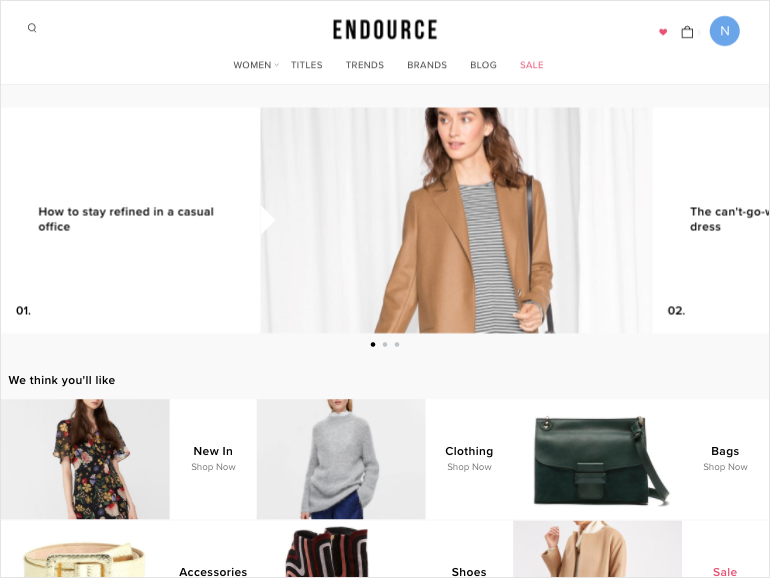 ENDOURCE
N
WOMEN TITLES TRENDS BRANDS BLOG SALE
How to stay refined in a casual
office
01.
The can't-go-w
dress
02.
We think you'll like
New In
Shop Now
Clothing
Shop Now
Bags
Shop Now
Accessories
Shoes
Sale